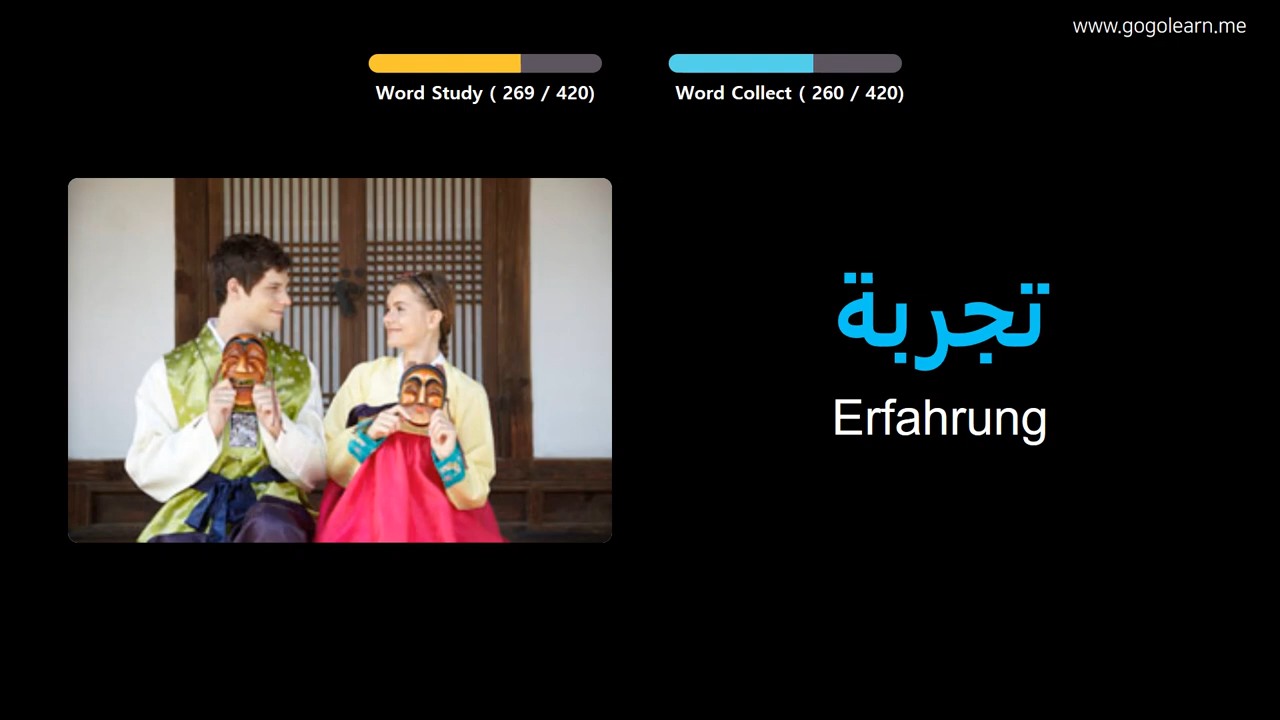 www.gogolearn.me
Word Study ( 269 / 420)
Word Collect ( 260 / 420)
تجربة
Erfahrung